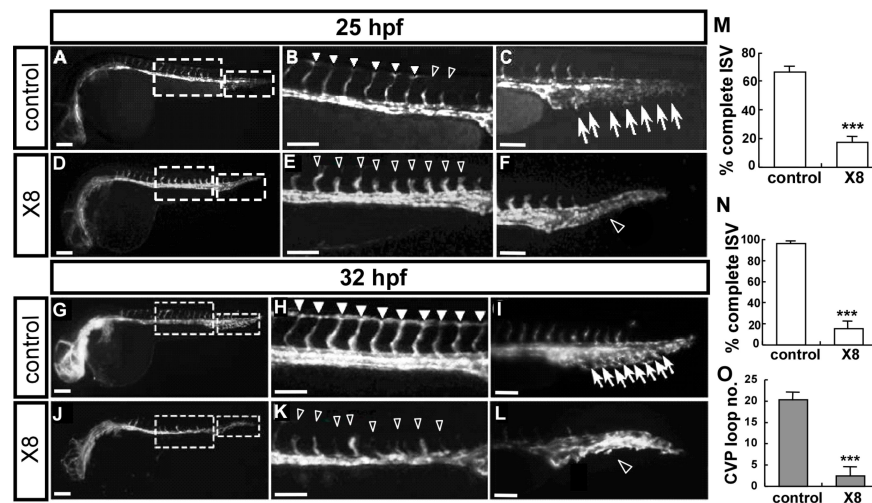 25 hpf
control
A
B
C
X8
D
E
F
32 hpf
control
G
H
I
X8
J
K
L
M
% complete ISV
80
60
40
20
0
***
control
X8
N
% complete ISV
100
80
60
40
20
0
***
control
X8
O
CVP loop no.
25
20
15
10
5
0
***
control
X8